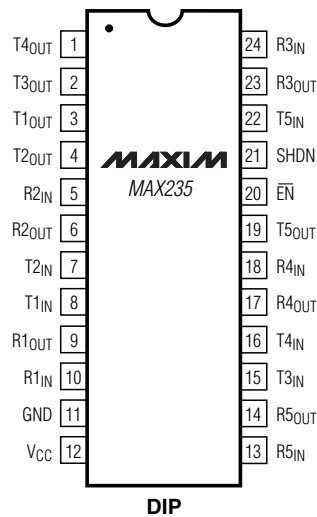 T4OUT 1 24 R3IN
T3OUT 2 23 R3OUT
T1OUT 3 22 T5IN
T2OUT 4 MAXIM 21 SHDN
R2IN 5 MAX235 20 E̅N̅
R2OUT 6 19 T5OUT
T2IN 7 18 R4IN
T1IN 8 17 R4OUT
R1OUT 9 16 T4IN
R1IN 10 15 T3IN
GND 11 14 R5OUT
VCC 12 13 R5IN
DIP